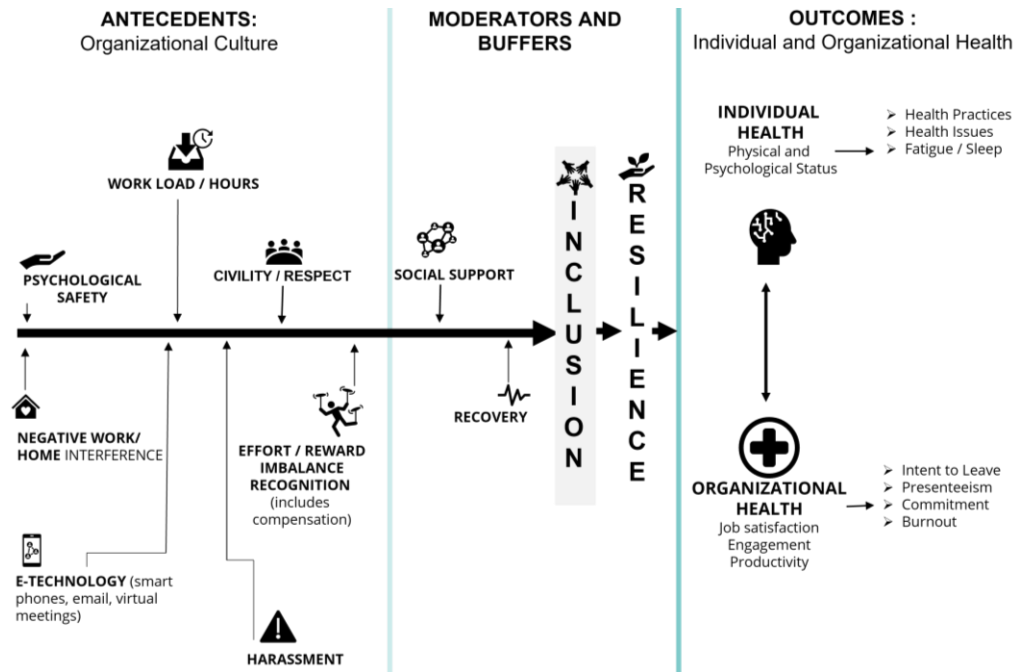 ANTECEDENTS:
Organizational Culture
MODERATORS AND
BUFFERS
OUTCOMES :
Individual and Organizational Health
WORK LOAD / HOURS
PSYCHOLOGICAL
SAFETY
CIVILITY / RESPECT
NEGATIVE WORK/
HOME INTERFERENCE
EFFORT / REWARD
IMBALANCE
RECOGNITION
(includes
compensation)
E-TECHNOLOGY (smart
phones, email, virtual
meetings)
HARASSMENT
SOCIAL SUPPORT
RECOVERY
INCLUSION
RESILIENCE
INDIVIDUAL
HEALTH
Physical and
Psychological Status
Health Practices
Health Issues
Fatigue / Sleep
ORGANIZATIONAL
HEALTH
Job satisfaction
Engagement
Productivity
Intent to Leave
Presenteeism
Commitment
Burnout